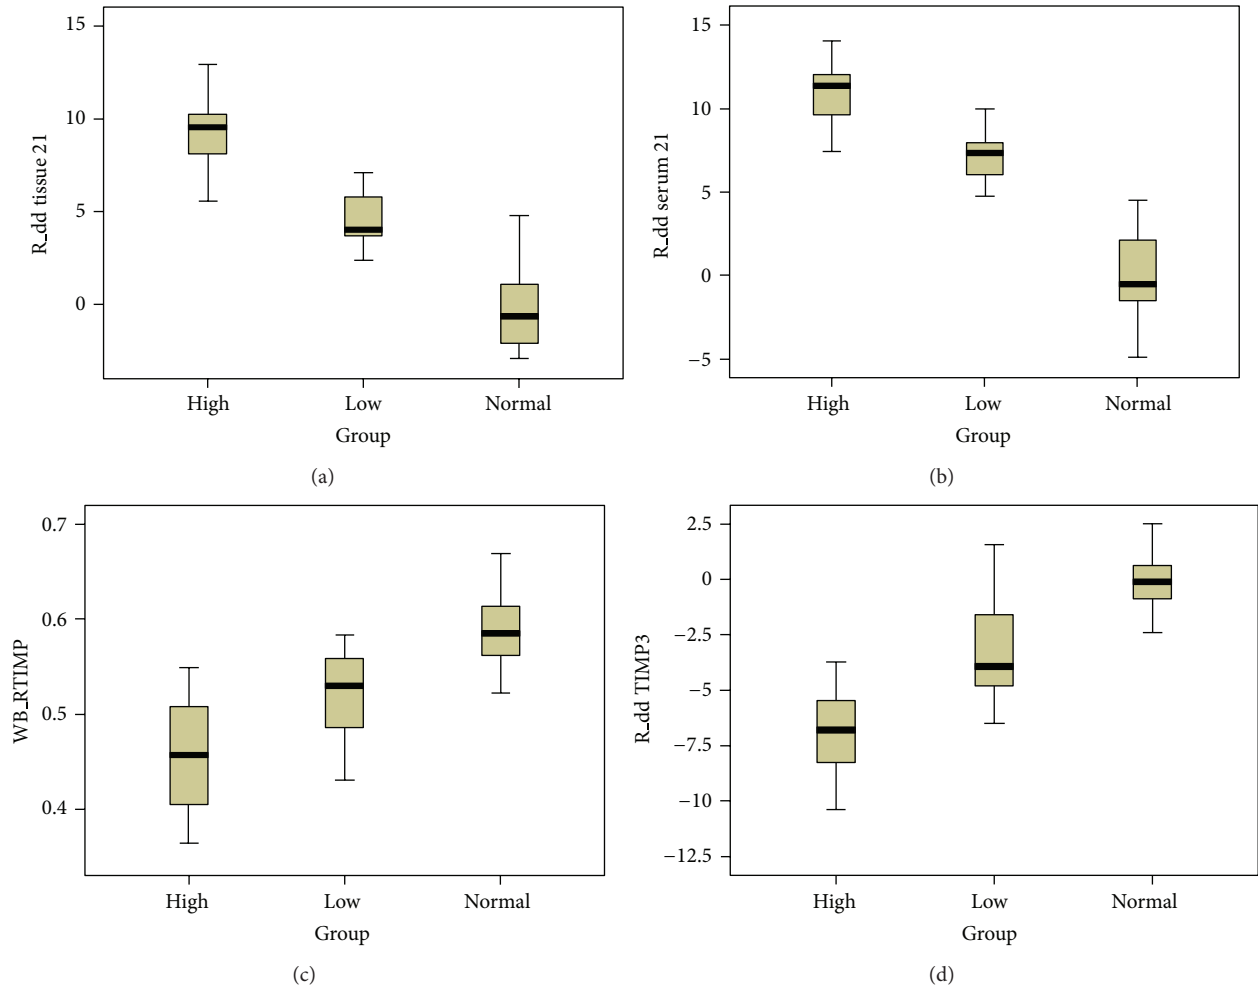 15
10
5
0
R_dd tissue 21
High Low Normal
Group
(a)
15
10
5
0
−5
R_dd serum 21
High Low Normal
Group
(b)
0.7
0.6
0.5
0.4
WB_RTIMP
High Low Normal
Group
(c)
2.5
0
−2.5
−5
−7.5
−10
−12.5
R_dd TIMP3
High Low Normal
Group
(d)